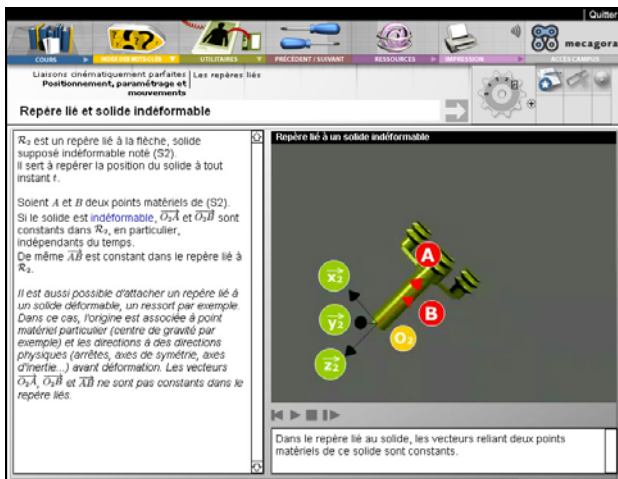 Quitter
COURS
INDEX DES MOTS-CLES
UTILITAIRES
PRÉCÉDENT / SUIVANT
RESSOURCES
IMPRESSION
mecagora
ACCÈS CAMPUS
Liaisons cinématiquement parfaites
Positionnement, paramétrage et
mouvements
Les repères liés
Repère lié et solide indéformable
R₂ est un repère lié à la flèche, solide
supposé indéformable noté (S2).
Il sert à repérer la position du solide à tout
instant t.
Soient A et B deux points matériels de (S2).
Si le solide est indéformable, O₂A et O₂B sont
constants dans R₂, en particulier,
indépendants du temps.
De même AB est constant dans le repère lié à
R₂.
Il est aussi possible d'attacher un repère lié à
un solide déformable, un ressort par exemple.
Dans ce cas, l'origine est associée à point
matériel particulier (centre de gravité par
exemple) et les directions à des directions
physiques (arrêtes, axes de symétrie, axes
d'inertie...) avant déformation. Les vecteurs
O₂A, O₂B et AB ne sont pas constants dans le
repère liés.
Repère lié à un solide indéformable
A
B
O₂
x₂
y₂
z₂
Dans le repère lié au solide, les vecteurs reliant deux points
matériels de ce solide sont constants.